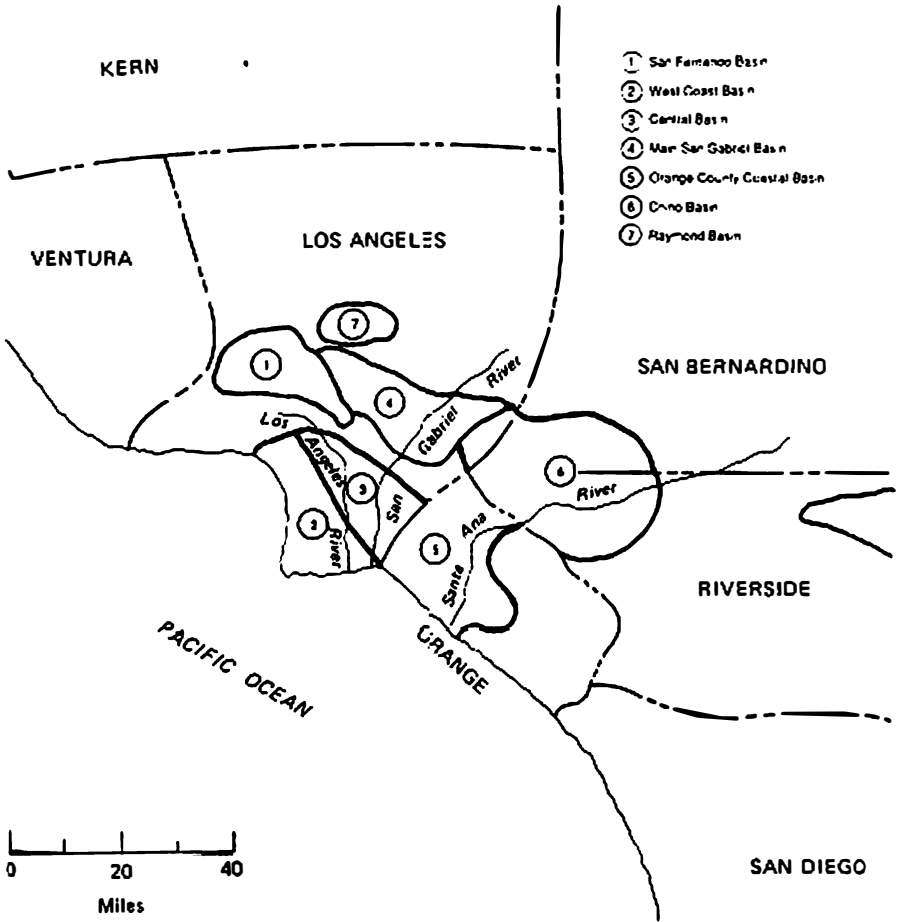 KERN
VENTURA
LOS ANGELES
SAN BERNARDINO
RIVERSIDE
ORANGE
SAN DIEGO
PACIFIC OCEAN
1 San Fernando Basin
2 West Coast Basin
3 Central Basin
4 Main San Gabriel Basin
5 Orange County Coastal Basin
6 Chino Basin
7 Raymond Basin
7
1
4
6
3
2
5
Los Angeles River
San Gabriel River
Santa Ana River
0 20 40
Miles